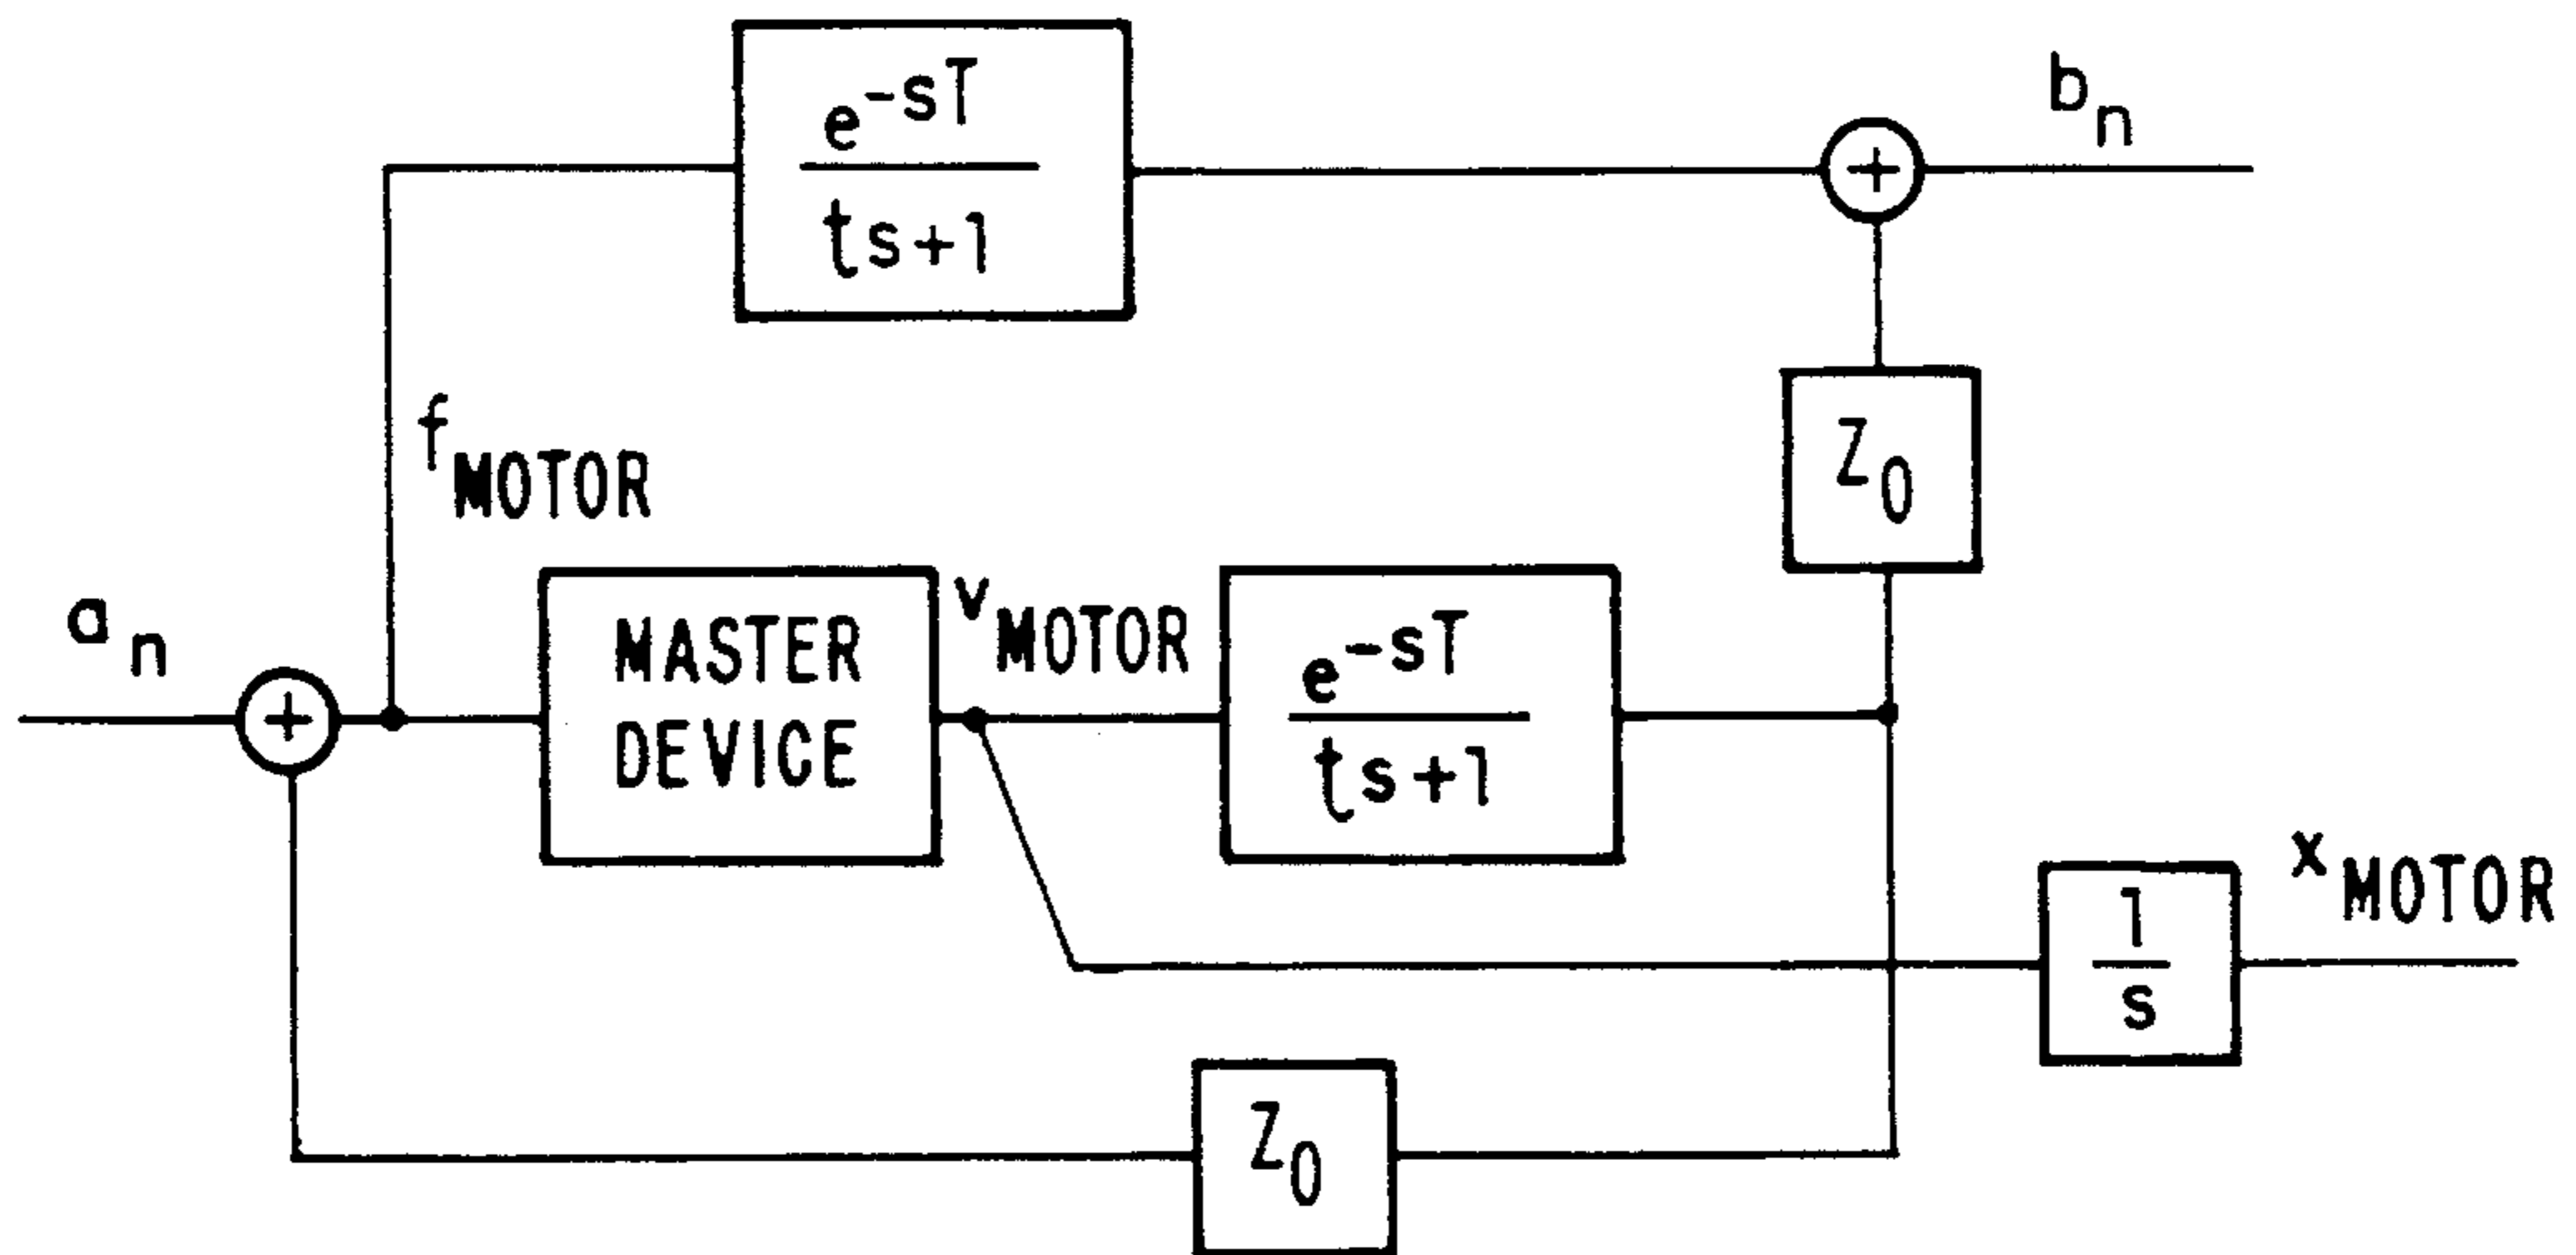 e^-sT
ts+1
+
b_n
Z_0
f_MOTOR
a_n
+
MASTER
DEVICE
v_MOTOR
e^-sT
ts+1
1
s
x_MOTOR
Z_0